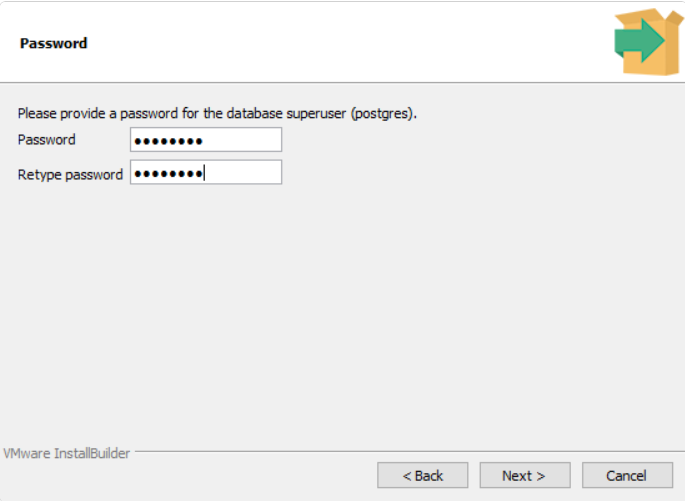 Password
Please provide a password for the database superuser (postgres).
Password ••••••••
Retype password ••••••••
VMware InstallBuilder
< Back Next > Cancel